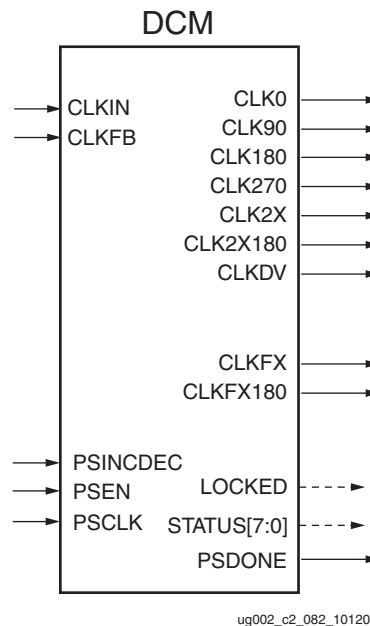 DCM
CLKIN
CLKFB
CLK0
CLK90
CLK180
CLK270
CLK2X
CLK2X180
CLKDV
CLKFX
CLKFX180
PSINCDEC
PSEN
PSCLK
LOCKED
STATUS[7:0]
PSDONE
ug002_c2_082_10120